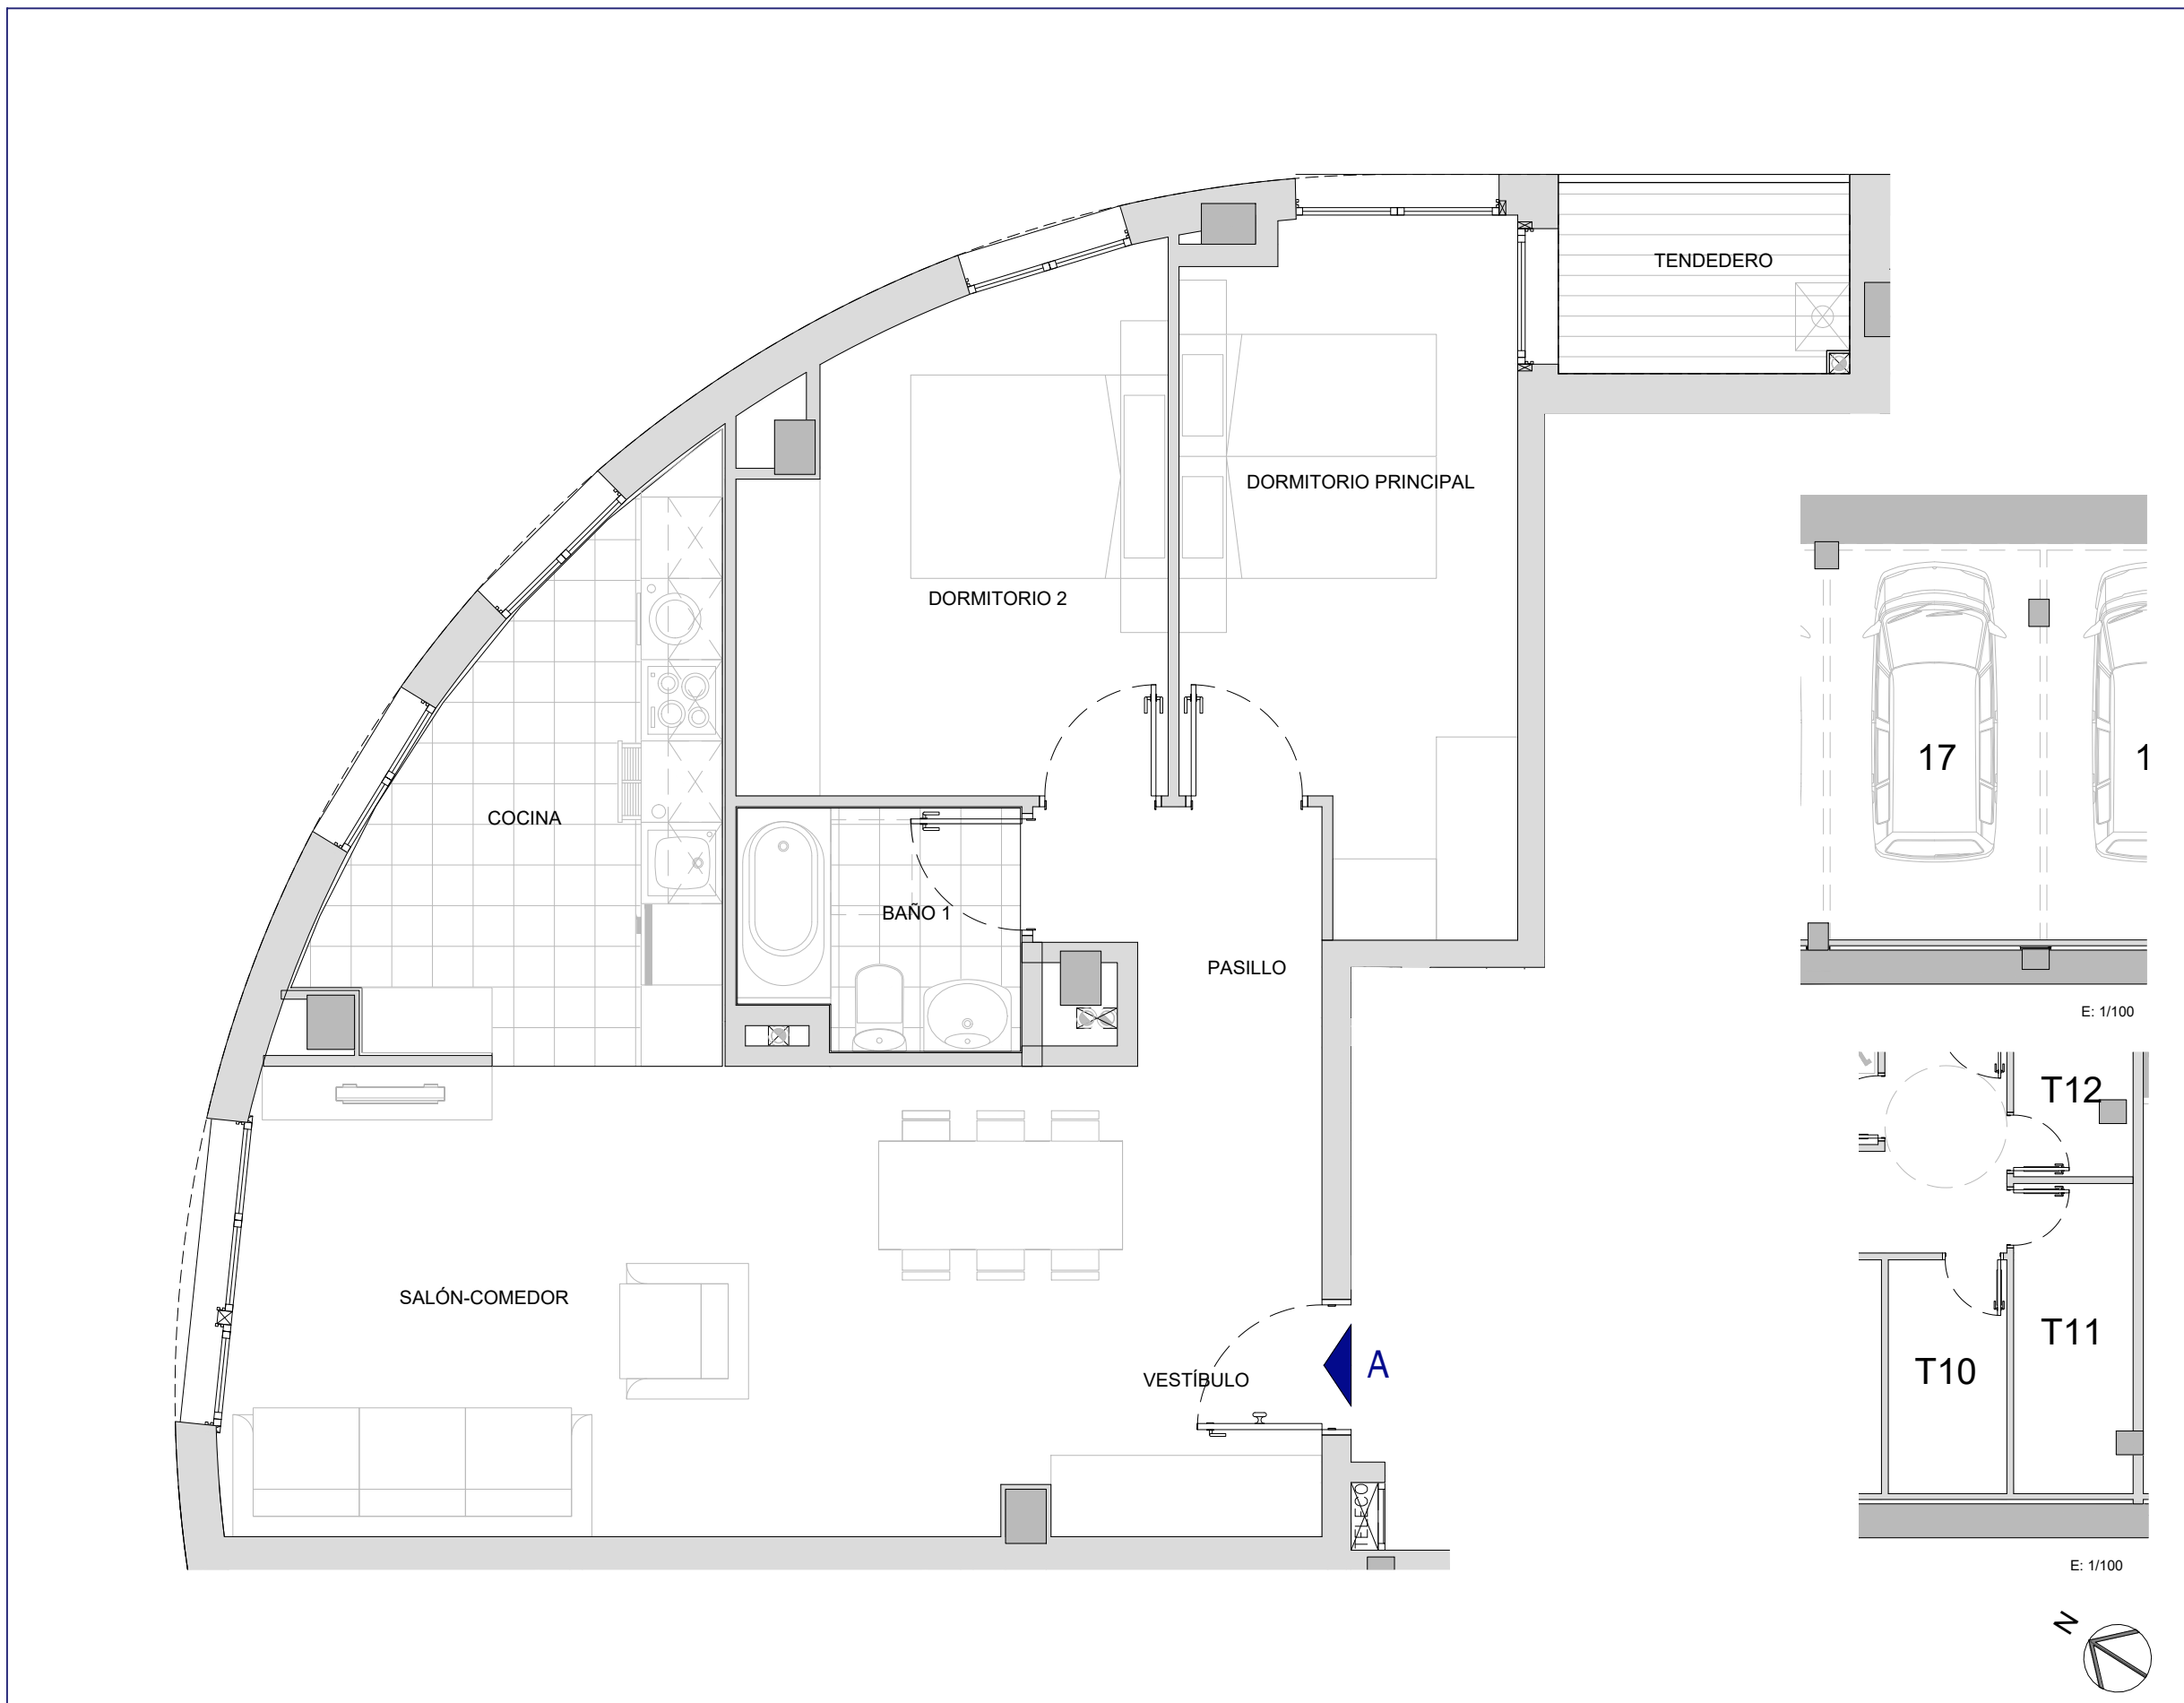 TENDEDERO
DORMITORIO PRINCIPAL
DORMITORIO 2
17
1
COCINA
BAÑO 1
PASILLO
E: 1/100
T12
SALÓN-COMEDOR
VESTÍBULO
A
T11
T10
TELECO
E: 1/100
N